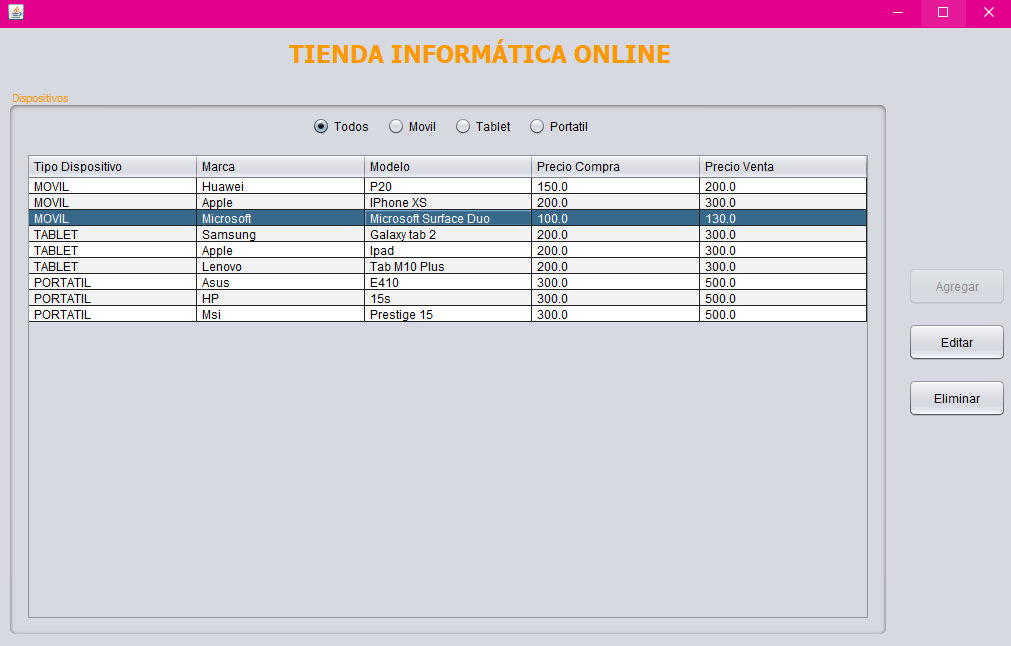 TIENDA INFORMÁTICA ONLINE
Dispositivos
Todos Movil Tablet Portatil
Tipo Dispositivo Marca Modelo Precio Compra Precio Venta
MOVIL Huawei P20 150.0 200.0
MOVIL Apple IPhone XS 200.0 300.0
MOVIL Microsoft Microsoft Surface Duo 100.0 130.0
TABLET Samsung Galaxy tab 2 200.0 300.0
TABLET Apple Ipad 200.0 300.0
TABLET Lenovo Tab M10 Plus 200.0 300.0
PORTATIL Asus E410 300.0 500.0
PORTATIL HP 15s 300.0 500.0
PORTATIL Msi Prestige 15 300.0 500.0
Agregar
Editar
Eliminar